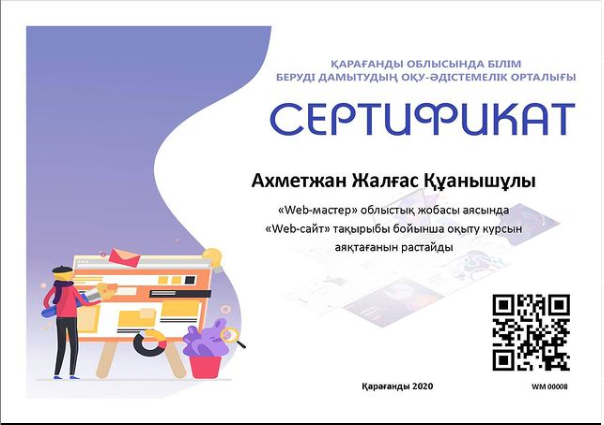 ҚАРАҒАНДЫ ОБЛЫСЫНДА БІЛІМ
БЕРУДІ ДАМЫТУДЫҢ ОҚУ-ӘДІСТЕМЕЛІК ОРТАЛЫҒЫ
СЕРТИФИКАТ
Ахметжан Жалғас Құанышұлы
«Web-мастер» облыстық жобасы аясында
«Web-сайт» тақырыбы бойынша оқыту курсын
аяқтағанын растайды
Қарағанды 2020
WM 00008